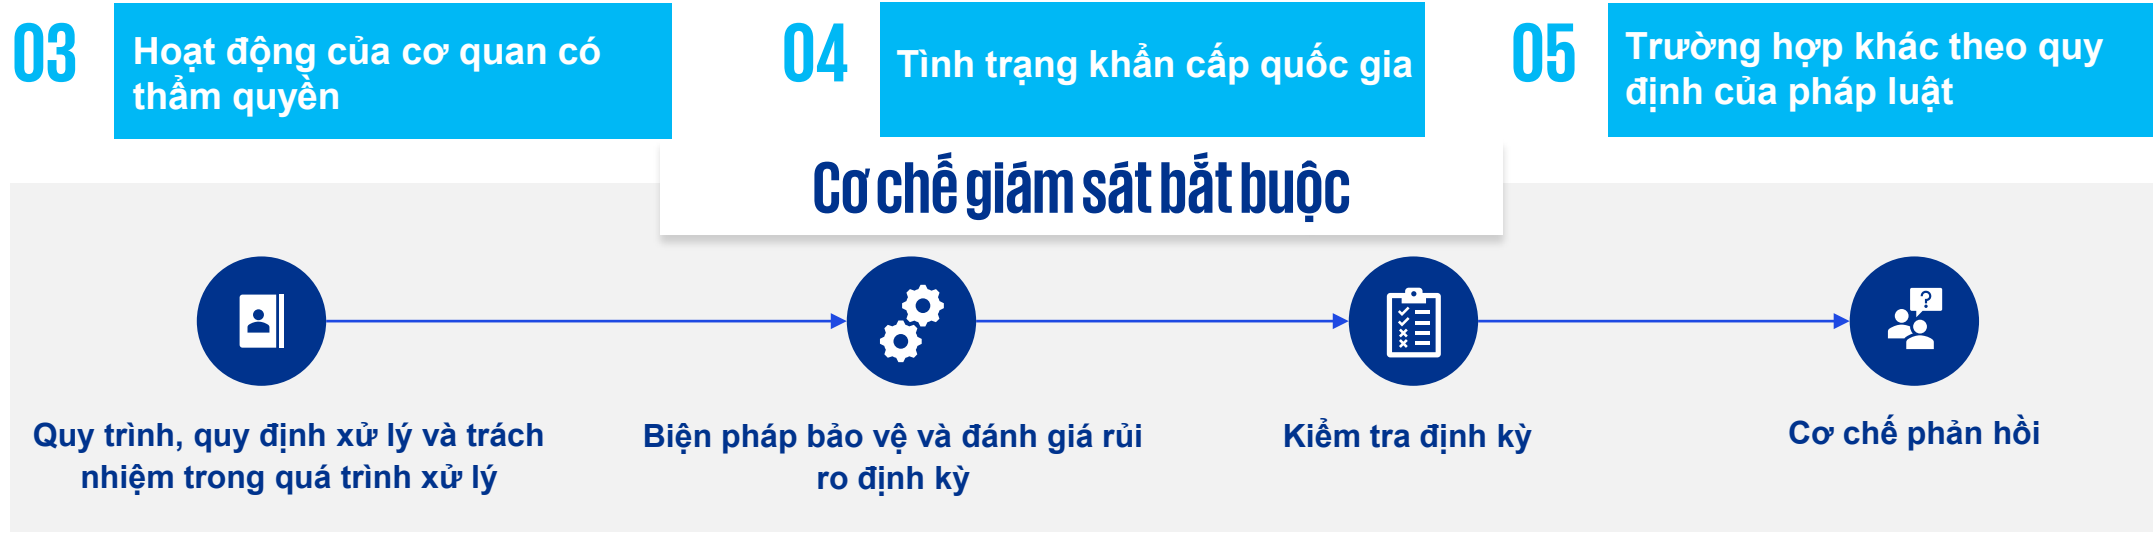 03
Hoạt động của cơ quan có
thẩm quyền
04
Tình trạng khẩn cấp quốc gia
05
Trường hợp khác theo quy
định của pháp luật
Cơ chế giám sát bắt buộc
?
Quy trình, quy định xử lý và trách
nhiệm trong quá trình xử lý
Biện pháp bảo vệ và đánh giá rủi
ro định kỳ
Kiểm tra định kỳ
Cơ chế phản hồi